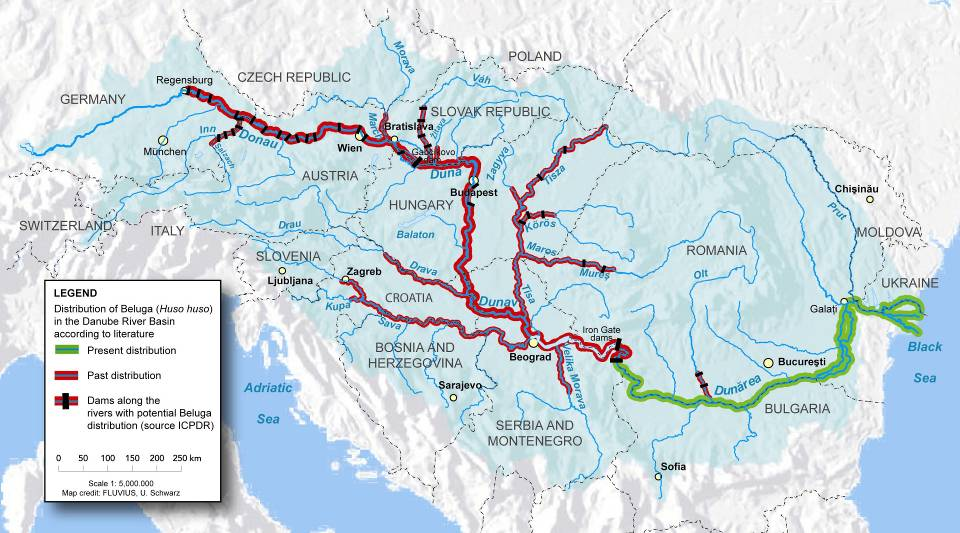 POLAND
Morava
CZECH REPUBLIC
Regensburg
Váh
GERMANY
SLOVAK REPUBLIC
Inn
Donau
March
Bratislava
Zitava
München
Salzach
Wien
Gabčikovo
dam
Duna
Zagyva
Tisza
AUSTRIA
Budapest
Chişinău
HUNGARY
Körös
Prut
SWITZERLAND
ITALY
Drau
Balaton
Maros
ROMANIA
MOLDOVA
SLOVENIA
Mureş
Olt
Ljubljana
Zagreb
Drava
Tisa
UKRAINE
CROATIA
Dunav
Galaţi
Kupa
Sava
Iron Gate
dams
BOSNIA AND
HERZEGOVINA
Beograd
Velika Morava
Bucureşti
Black
Sea
Adriatic
Sea
Sarajevo
Dunărea
BULGARIA
SERBIA AND
MONTENEGRO
Sofia
LEGEND
Distribution of Beluga (Huso huso)
in the Danube River Basin
according to literature
Present distribution
Past distribution
Dams along the
rivers with potential Beluga
distribution (source ICPDR)
0 50 100 150 200 250 km
Scale 1: 5,000.000
Map credit: FLUVIUS, U. Schwarz